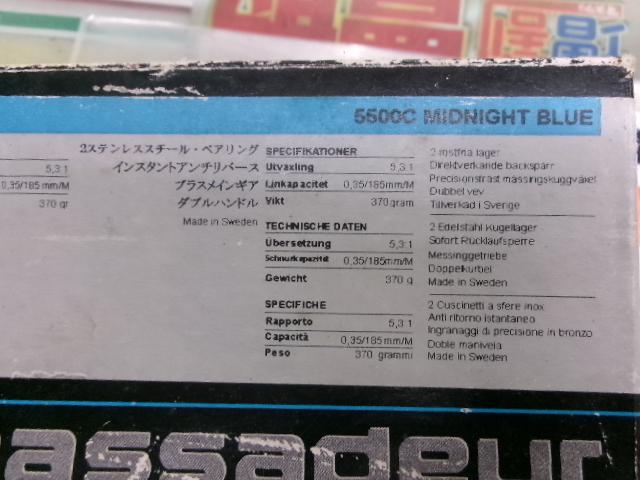 5500C MIDNIGHT BLUE
5,3:1
0,35/185 mm/M
370 gr
2ステンレススチール・ベアリング
インスタントアンチリバース
ブラスメインギア
ダブルハンドル
Made in Sweden
SPECIFIKATIONER
Utväxling 5,3:1
Linkapacitet 0,35/185mm/M
Vikt 370 gram
2 rostfria lager
Direktverkande backspärr
Precisionsfräst mässingskuggväxel
Dubbel vev
Tillverkad i Sverige
TECHNISCHE DATEN
Übersetzung 5,3:1
Schnurkapazität 0,35/185mm/M
Gewicht 370 g
2 Edelstahl Kugellager
Sofort Rücklaufsperre
Messinggetriebe
Doppelkurbel
Made in Sweden
SPECIFICHE
Rapporto 5,3:1
Capacità 0,35/185mm/M
Peso 370 grammi
2 Cuscinetti a sfere inox
Anti ritorno istantaneo
Ingranaggi di precisione in bronzo
Doble manivela
Made in Sweden
assadeur